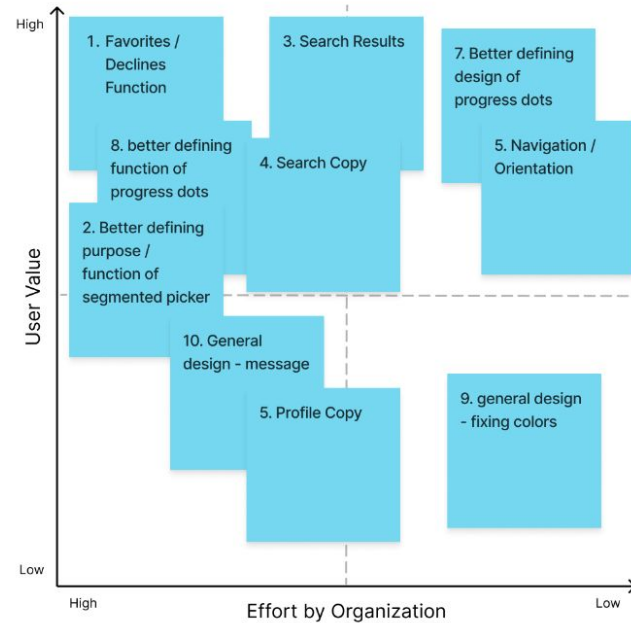 High
1. Favorites /
Declines
Function
3. Search Results
7. Better defining
design of
progress dots
8. better defining
function of
progress dots
4. Search Copy
5. Navigation /
Orientation
2. Better defining
purpose /
function of
segmented picker
User Value
10. General
design - message
5. Profile Copy
9. general design
- fixing colors
Low
High
Effort by Organization
Low